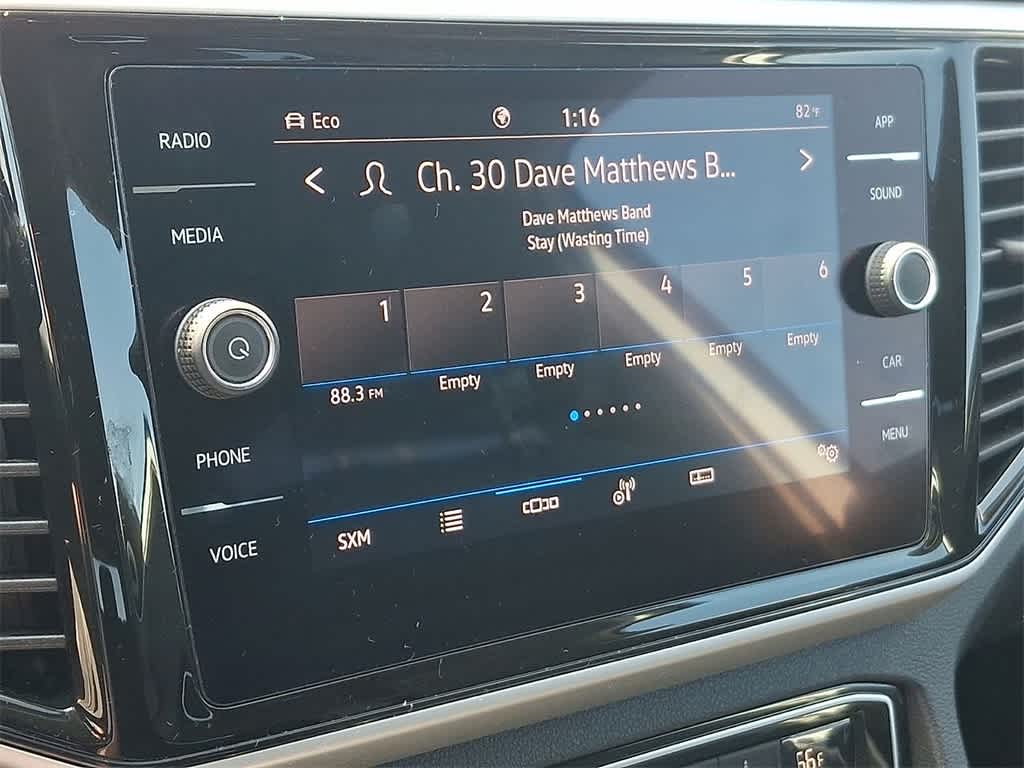 RADIO
MEDIA
PHONE
VOICE
Eco
1:16
82°F
Ch. 30 Dave Matthews B...
Dave Matthews Band
Stay (Wasting Time)
1 2 3 4 5 6
88.3 FM Empty Empty Empty Empty Empty
SXM
APP
SOUND
CAR
MENU